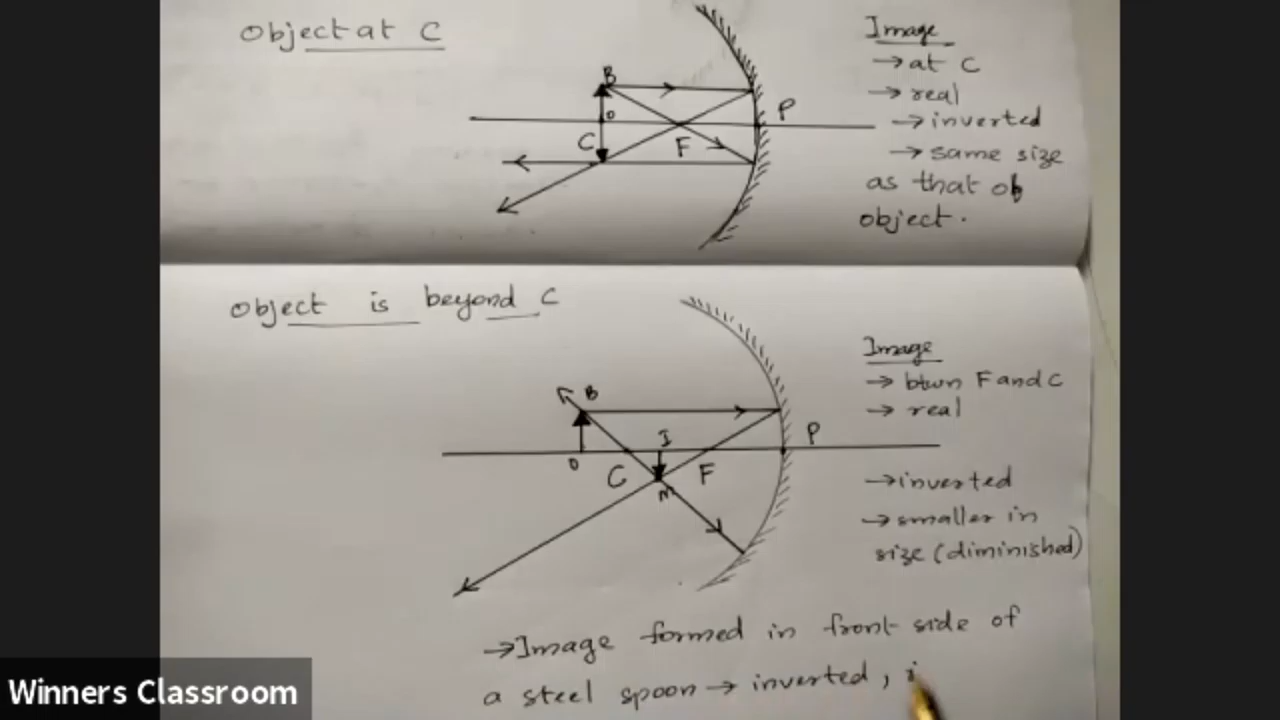 Object at C
Image
→ at C
→ real
→ inverted
→ same size
as that of
object.
B
O
C
F
P
Object is beyond C
Image
→ btwn F and C
→ real
→ inverted
→ smaller in
size (diminished)
B
O
C
I
M
F
P
→ Image formed in front side of
a steel spoon → inverted, i
Winners Classroom